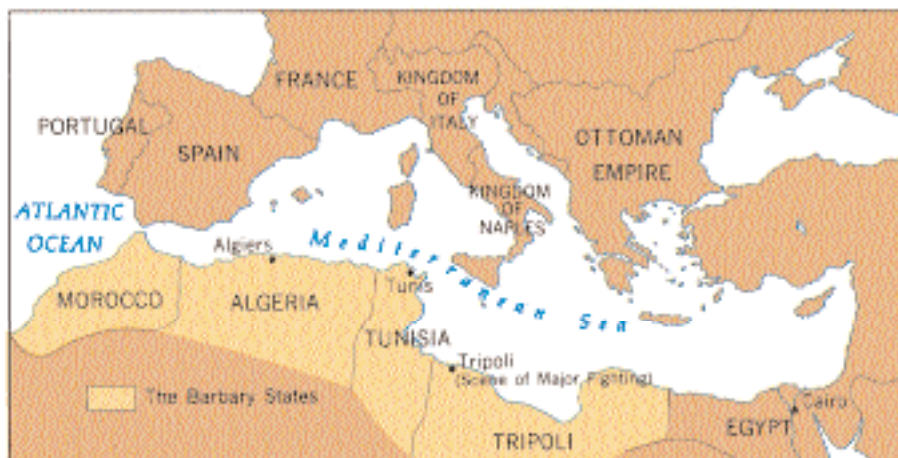 FRANCE
KINGDOM
OF
ITALY
PORTUGAL
SPAIN
OTTOMAN
EMPIRE
KINGDOM
OF
NAPLES
ATLANTIC
OCEAN
Algiers
Mediterranean Sea
MOROCCO
ALGERIA
Tunis
TUNISIA
Tripoli
(Scene of Major Fighting)
The Barbary States
TRIPOLI
EGYPT
Cairo